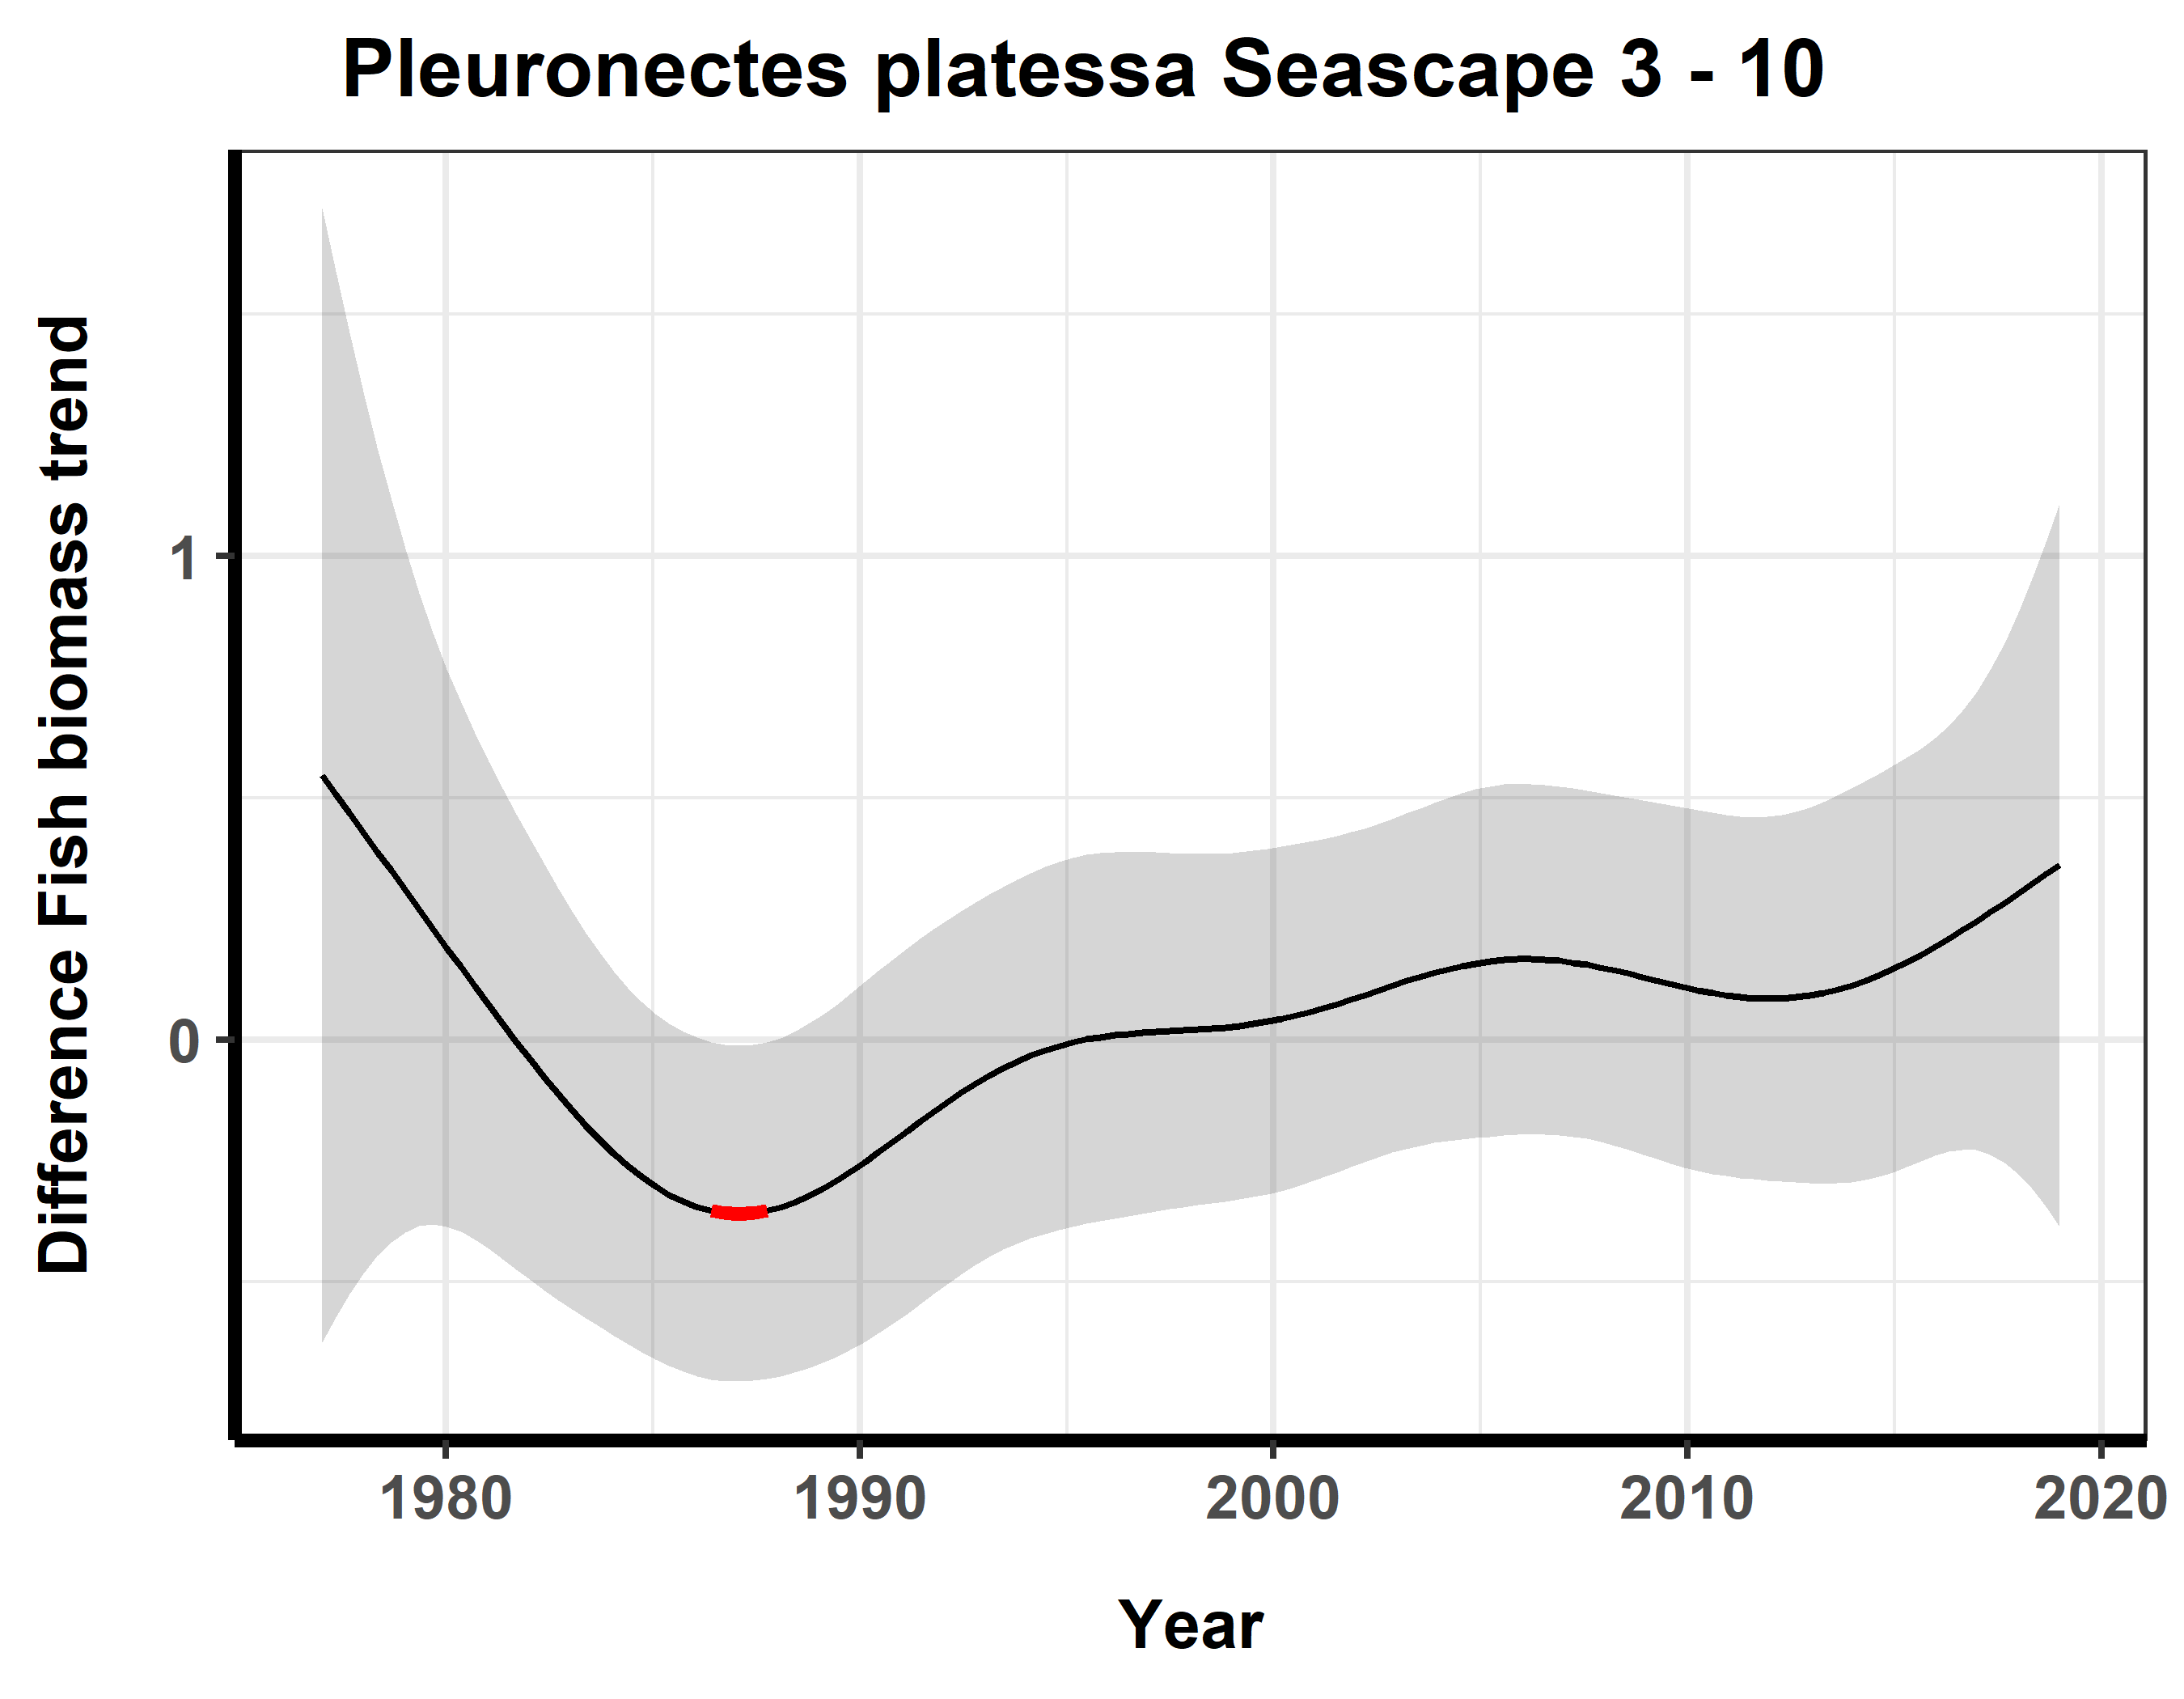 Pleuronectes platessa Seascape 3 - 10
Difference Fish biomass trend
1
0
1980
1990
2000
2010
2020
Year